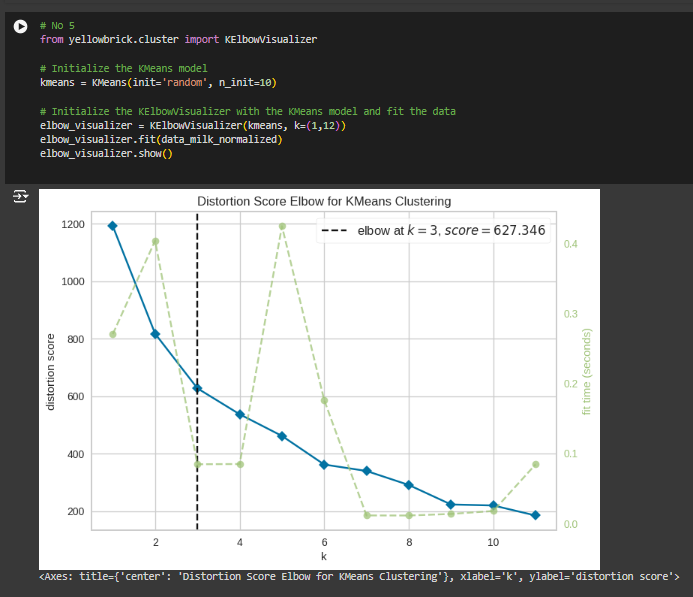 # No 5
from yellowbrick.cluster import KElbowVisualizer
# Initialize the KMeans model
kmeans = KMeans(init='random', n_init=10)
# Initialize the KElbowVisualizer with the KMeans model and fit the data
elbow_visualizer = KElbowVisualizer(kmeans, k=(1,12))
elbow_visualizer.fit(data_milk_normalized)
elbow_visualizer.show()
Distortion Score Elbow for KMeans Clustering
elbow at k = 3, score = 627.346
1200
1000
800
600
400
200
distortion score
0.4
0.3
0.2
0.1
0.0
fit time (seconds)
2 4 6 8 10
k
<Axes: title={'center': 'Distortion Score Elbow for KMeans Clustering'}, xlabel='k', ylabel='distortion score'>